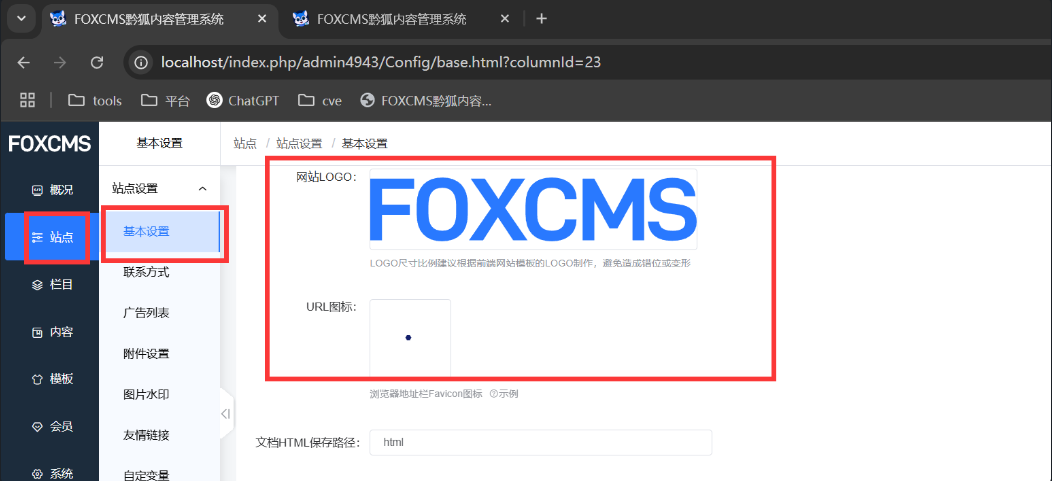 FOXCMS黔狐内容管理系统
FOXCMS黔狐内容管理系统
localhost/index.php/admin4943/Config/base.html?columnId=23
tools
平台
ChatGPT
cve
FOXCMS黔狐内容...
FOXCMS
基本设置
站点 / 站点设置 / 基本设置
概况
站点
栏目
内容
模板
会员
系统
站点设置
基本设置
联系方式
广告列表
附件设置
图片水印
友情链接
自定变量
网站LOGO:
FOXCMS
LOGO尺寸比例建议根据前端网站模板的LOGO制作，避免造成错位或变形
URL图标:
浏览器地址栏Favicon图标 ?示例
文档HTML保存路径:
html